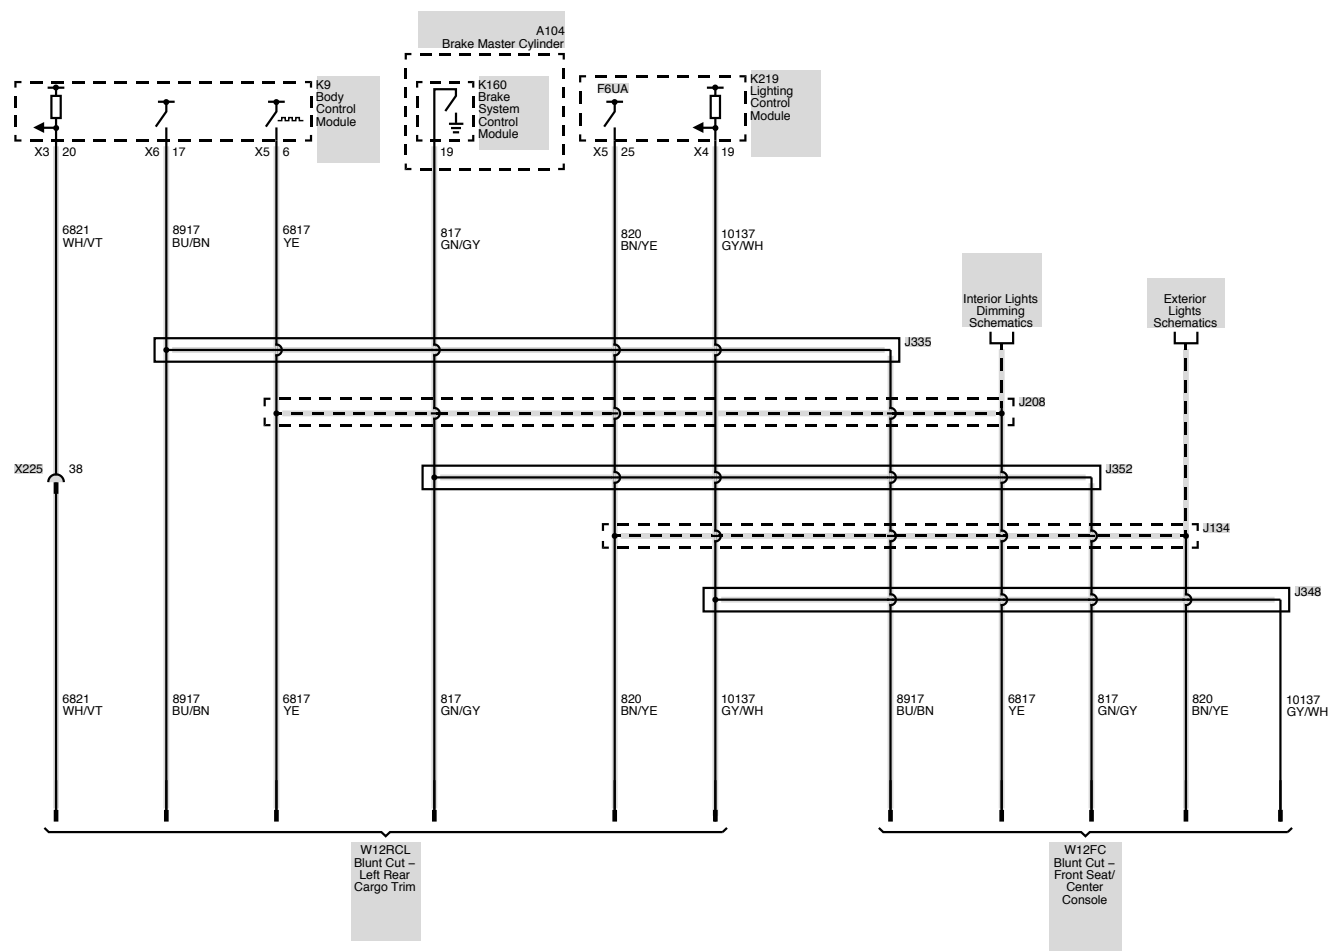 A104
Brake Master Cylinder
K9
Body
Control
Module
K160
Brake
System
Control
Module
F6UA
K219
Lighting
Control
Module
X3 20
X6 17
X5 6
19
X5 25
X4 19
6821
WH/VT
8917
BU/BN
6817
YE
817
GN/GY
820
BN/YE
10137
GY/WH
Interior Lights
Dimming
Schematics
Exterior
Lights
Schematics
J335
J208
X225 38
J352
J134
J348
6821
WH/VT
8917
BU/BN
6817
YE
817
GN/GY
820
BN/YE
10137
GY/WH
8917
BU/BN
6817
YE
817
GN/GY
820
BN/YE
10137
GY/WH
W12RCL
Blunt Cut –
Left Rear
Cargo Trim
W12FC
Blunt Cut –
Front Seat/
Center
Console